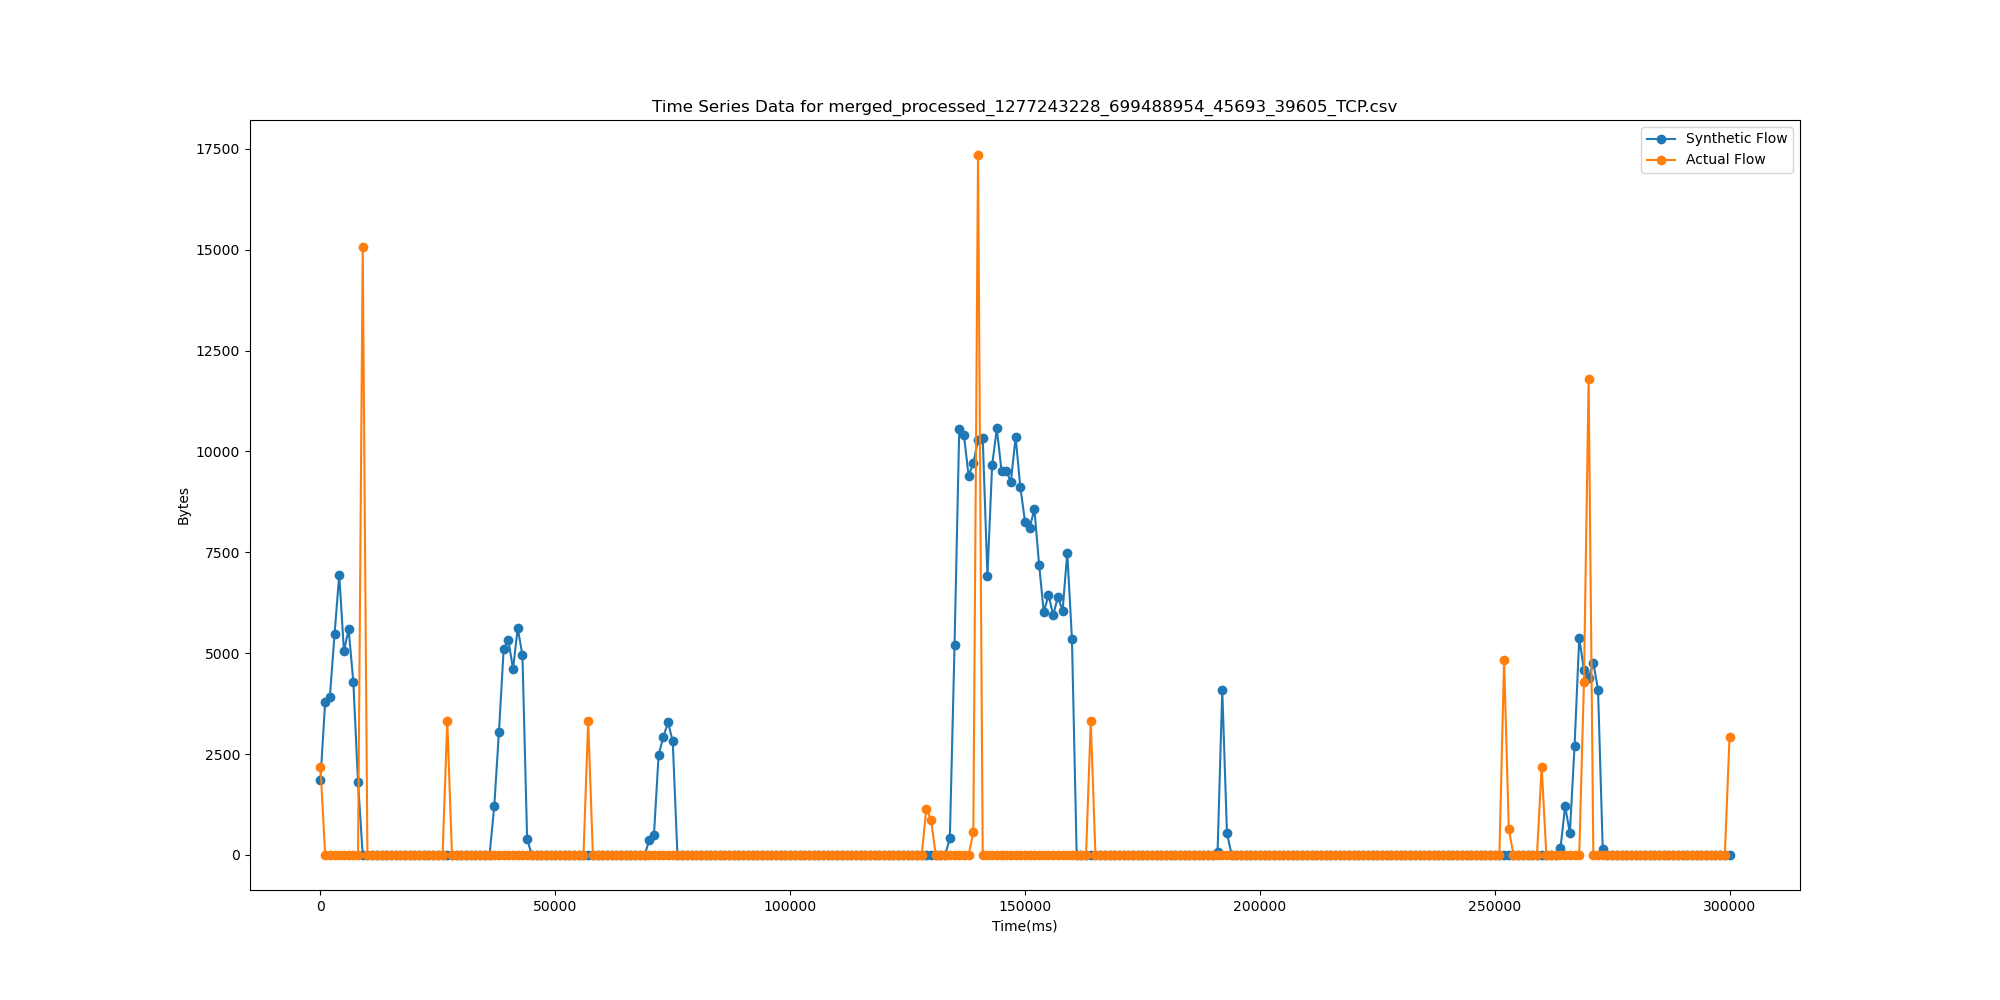 Time Series Data for merged_processed_1277243228_699488954_45693_39605_TCP.csv
Synthetic Flow
Actual Flow
17500
15000
12500
10000
7500
5000
2500
0
Bytes
0 50000 100000 150000 200000 250000 300000
Time(ms)